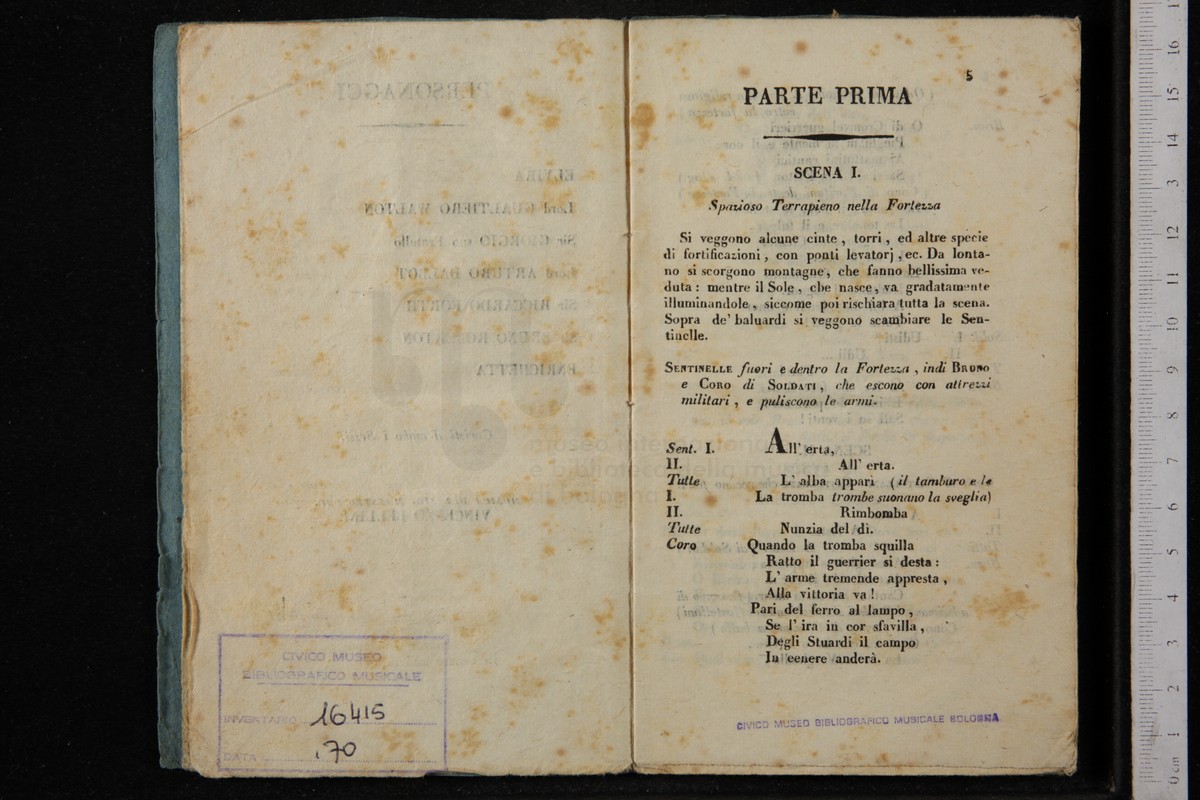 CIVICO MUSEO
BIBLIOGRAFICO MUSICALE
INVENTARIO 16415
DATA .70
5
PARTE PRIMA
SCENA I.
Spazioso Terrapieno nella Fortezza
Si veggono alcune cinte , torri , ed altre specie
di fortificazioni , con ponti levatorj , ec. Da lonta-
no si scorgono montagne , che fanno bellissima ve-
duta : mentre il Sole , che nasce, va gradatamente
illuminandole , siccome poi rischiara tutta la scena.
Sopra de' baluardi si veggono scambiare le Sen-
tinelle.
SENTINELLE fuori e dentro la Fortezza , indi BRUNO
e CORO di SOLDATI , che escono con attrezzi
militari , e puliscono le armi.
Sent. I. All' erta,
II. All' erta.
Tutte L' alba appari (il tamburo e le
I. La tromba trombe suonano la sveglia)
II. Rimbomba
Tutte Nunzia del dì.
Coro Quando la tromba squilla
Ratto il guerrier si desta :
L' arme tremende appresta ,
Alla vittoria va !
Pari del ferro al lampo ,
Se l' ira in cor sfavilla ,
Degli Stuardi il campo
In cenere anderà.
CIVICO MUSEO BIBLIOGRAFICO MUSICALE BOLOGNA